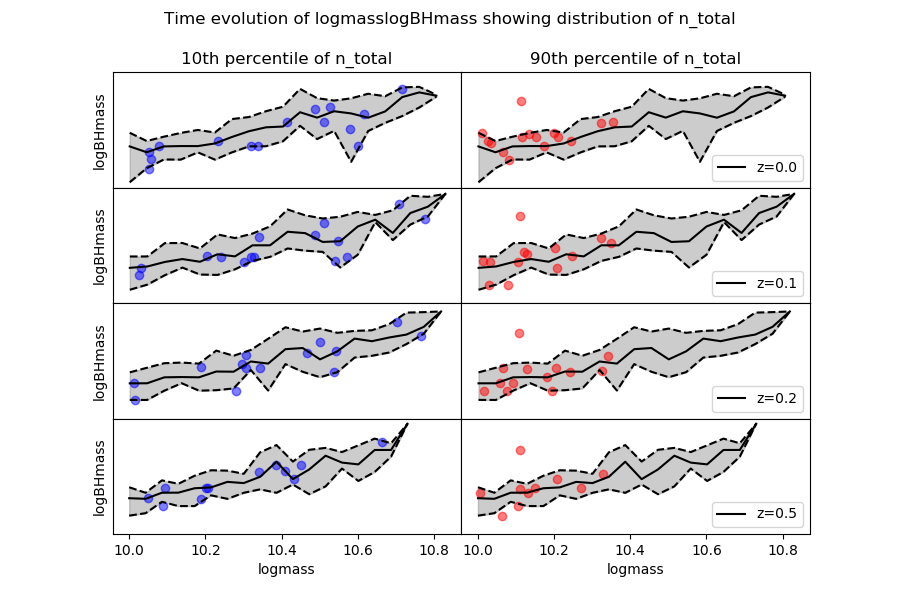 Time evolution of logmasslogBHmass showing distribution of n_total
10th percentile of n_total
90th percentile of n_total
logBHmass
z=0.0
logBHmass
z=0.1
logBHmass
z=0.2
logBHmass
z=0.5
10.0 10.2 10.4 10.6 10.8
10.0 10.2 10.4 10.6 10.8
logmass
logmass